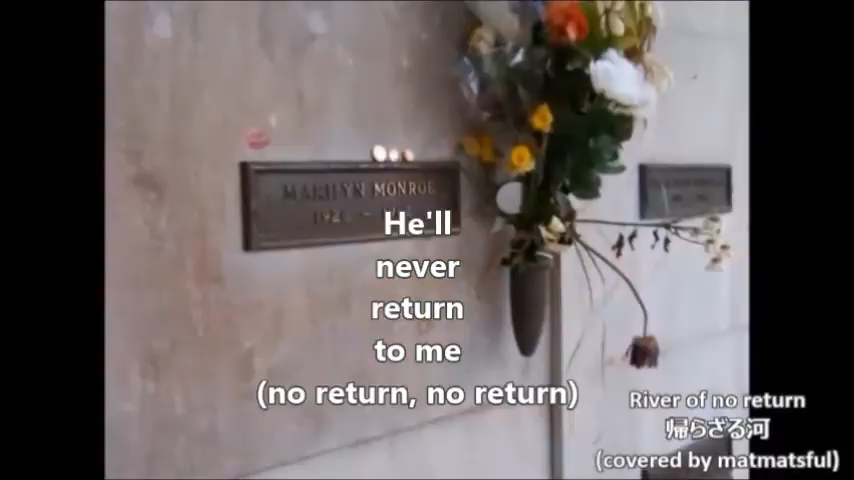 MARILYN MONROE
He'll
never
return
to me
(no return, no return)
River of no return
帰らざる河
(covered by matmatsful)